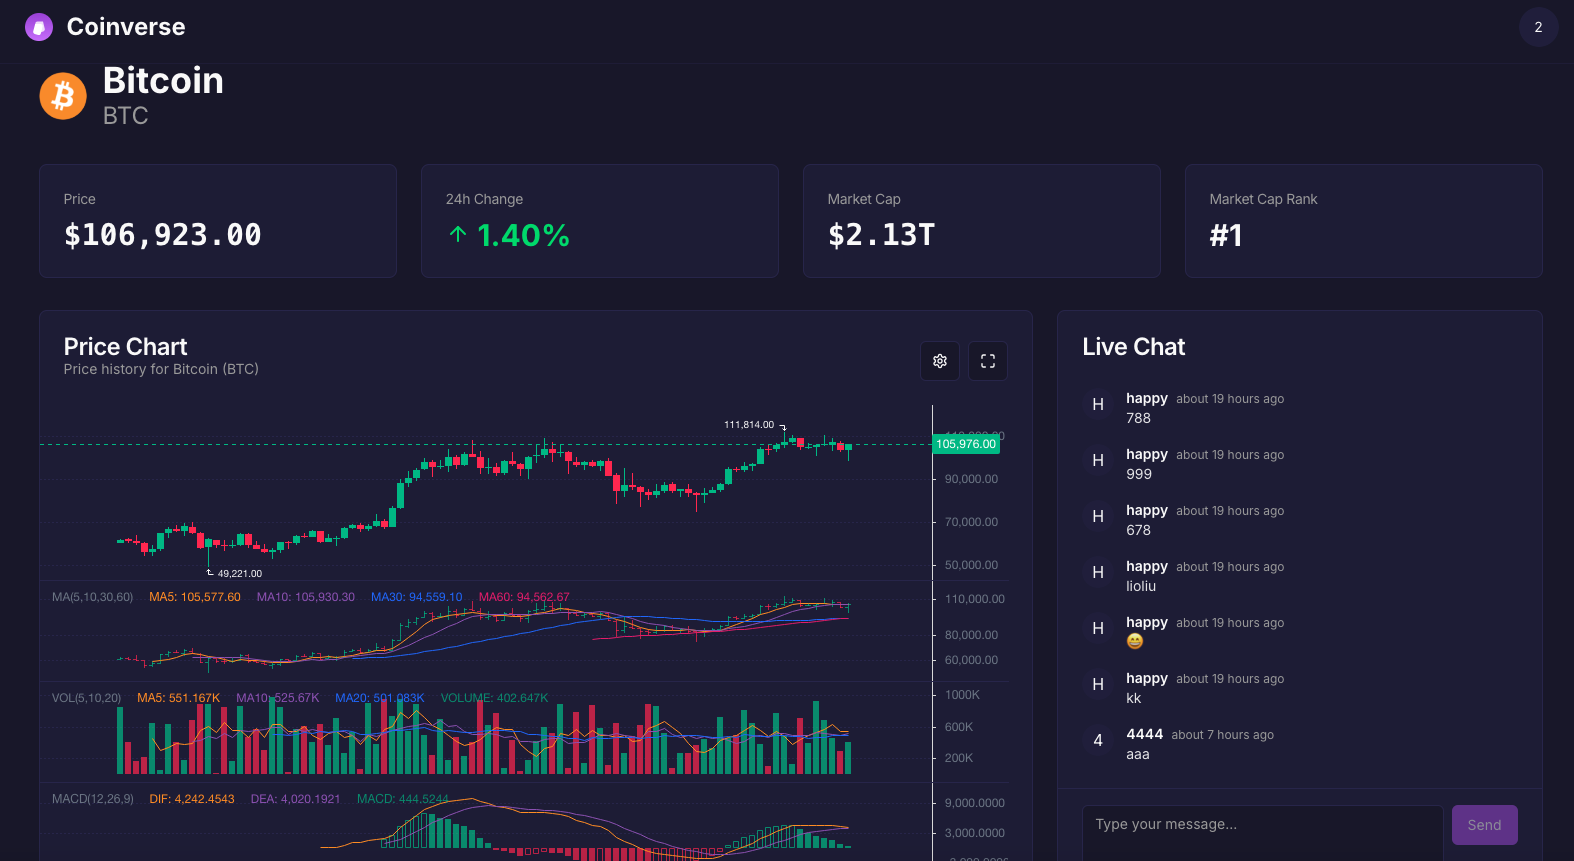 Coinverse
2
Bitcoin
BTC
Price
$106,923.00
24h Change
↑ 1.40%
Market Cap
$2.13T
Market Cap Rank
#1
Price Chart
Price history for Bitcoin (BTC)
111,814.00
105,976.00
90,000.00
70,000.00
50,000.00
49,221.00
MA(5,10,30,60) MA5: 105,577.60 MA10: 105,930.30 MA30: 94,559.10 MA60: 94,562.67
110,000.00
80,000.00
60,000.00
VOL(5,10,20) MA5: 551.167K MA10: 525.67K MA20: 501.083K VOLUME: 402.647K
1000K
600K
200K
MACD(12,26,9) DIF: 4,242.4543 DEA: 4,020.1921 MACD: 444.5244
9,000.0000
3,000.0000
Live Chat
H happy about 19 hours ago
788
H happy about 19 hours ago
999
H happy about 19 hours ago
678
H happy about 19 hours ago
lioliu
H happy about 19 hours ago
😄
H happy about 19 hours ago
kk
4 4444 about 7 hours ago
aaa
Type your message...
Send